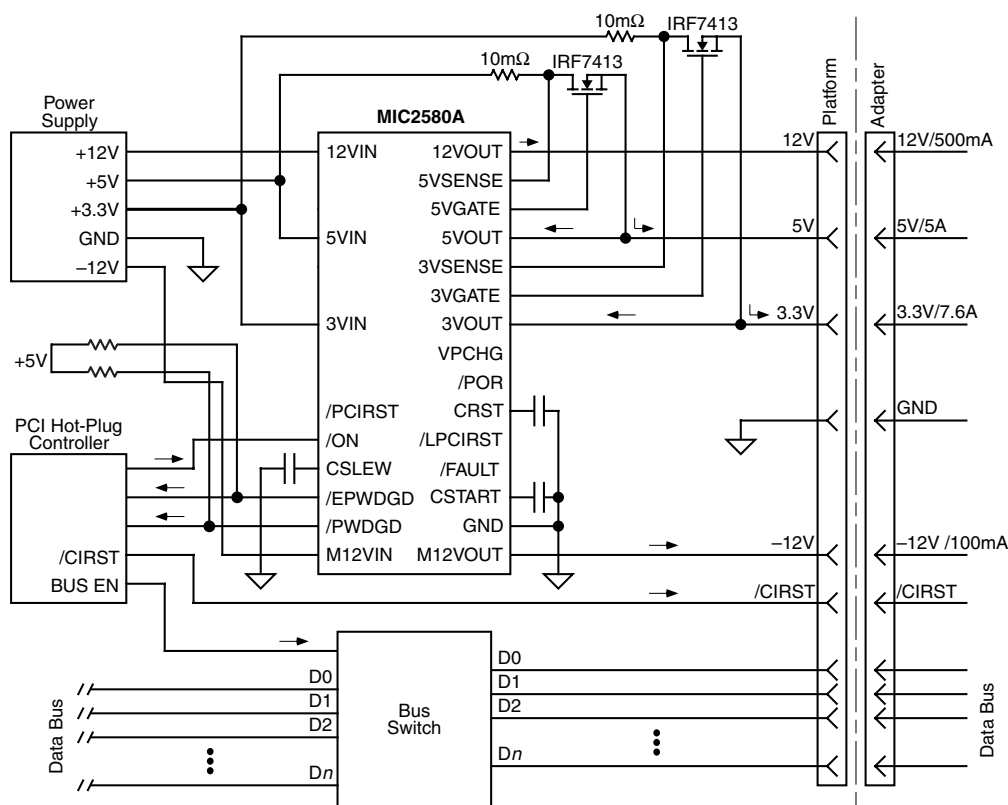 10mΩ
IRF7413
10mΩ
IRF7413
Power
Supply
+12V
+5V
+3.3V
GND
–12V
MIC2580A
12VIN
5VIN
3VIN
/PCIRST
/ON
CSLEW
/EPWDGD
/PWDGD
M12VIN
12VOUT
5VSENSE
5VGATE
5VOUT
3VSENSE
3VGATE
3VOUT
VPCHG
/POR
CRST
/LPCIRST
/FAULT
CSTART
GND
M12VOUT
+5V
PCI Hot-Plug
Controller
/CIRST
BUS EN
Platform
Adapter
12V
12V/500mA
5V
5V/5A
3.3V
3.3V/7.6A
GND
–12V
–12V /100mA
/CIRST
/CIRST
Data Bus
D0
D1
D2
Dn
Bus
Switch
D0
D1
D2
Dn
Data Bus